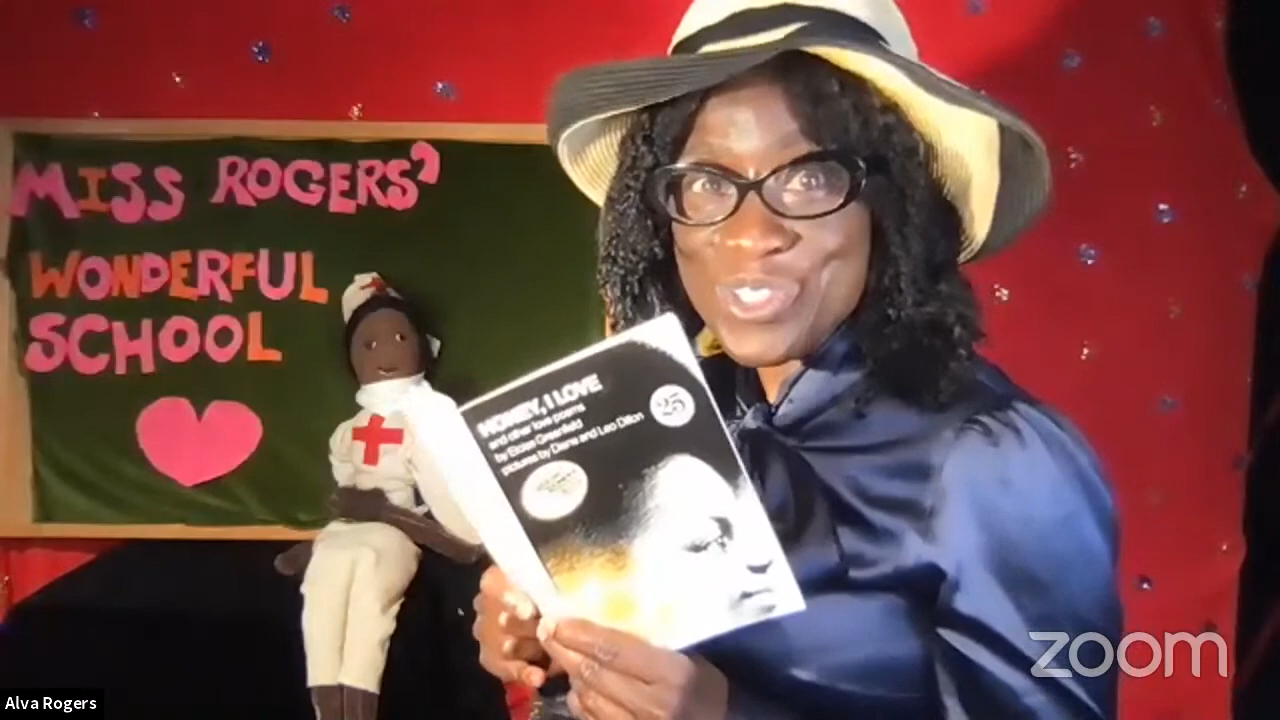 MISS ROGERS'
WONDERFUL
SCHOOL
HONEY, I LOVE
and other love poems
by Eloise Greenfield
pictures by Diane and Leo Dillon
25
zoom
Alva Rogers